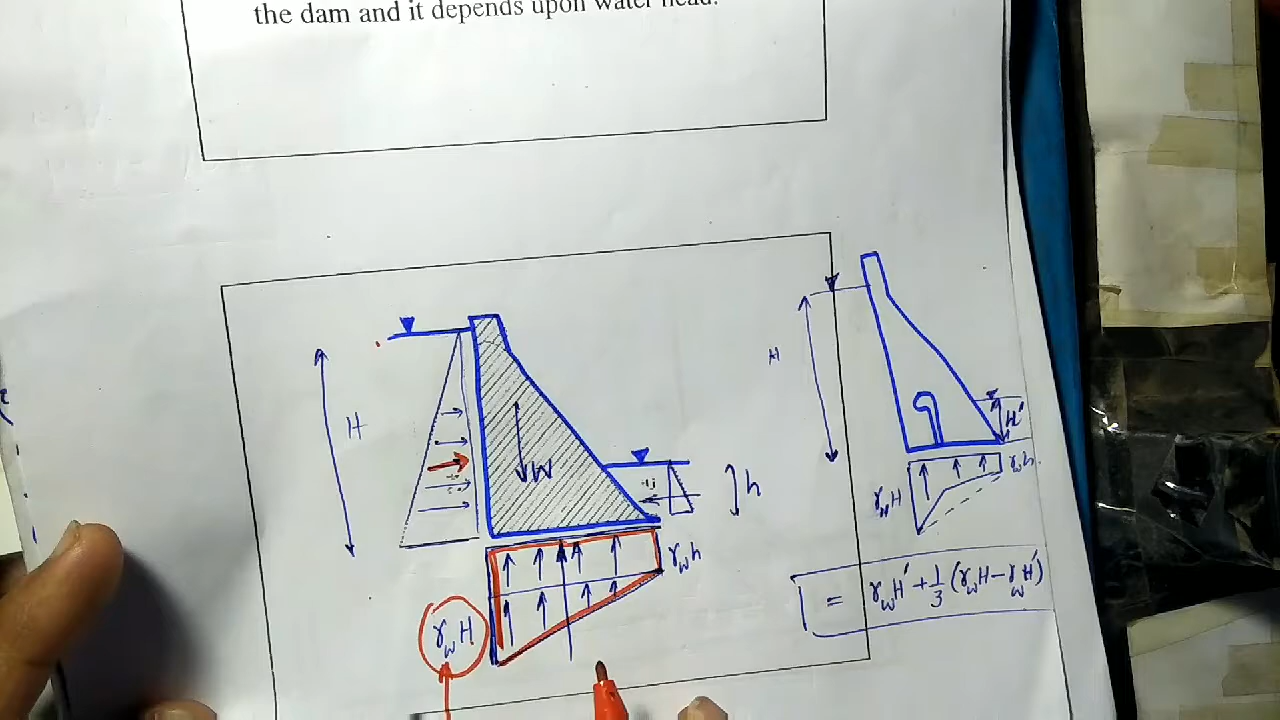 the dam and it depends upon water head.
H
W
h
γwh
γwH
H
H'
γwh
γwH
= γwH' + 1/3 (γwH - γwH')